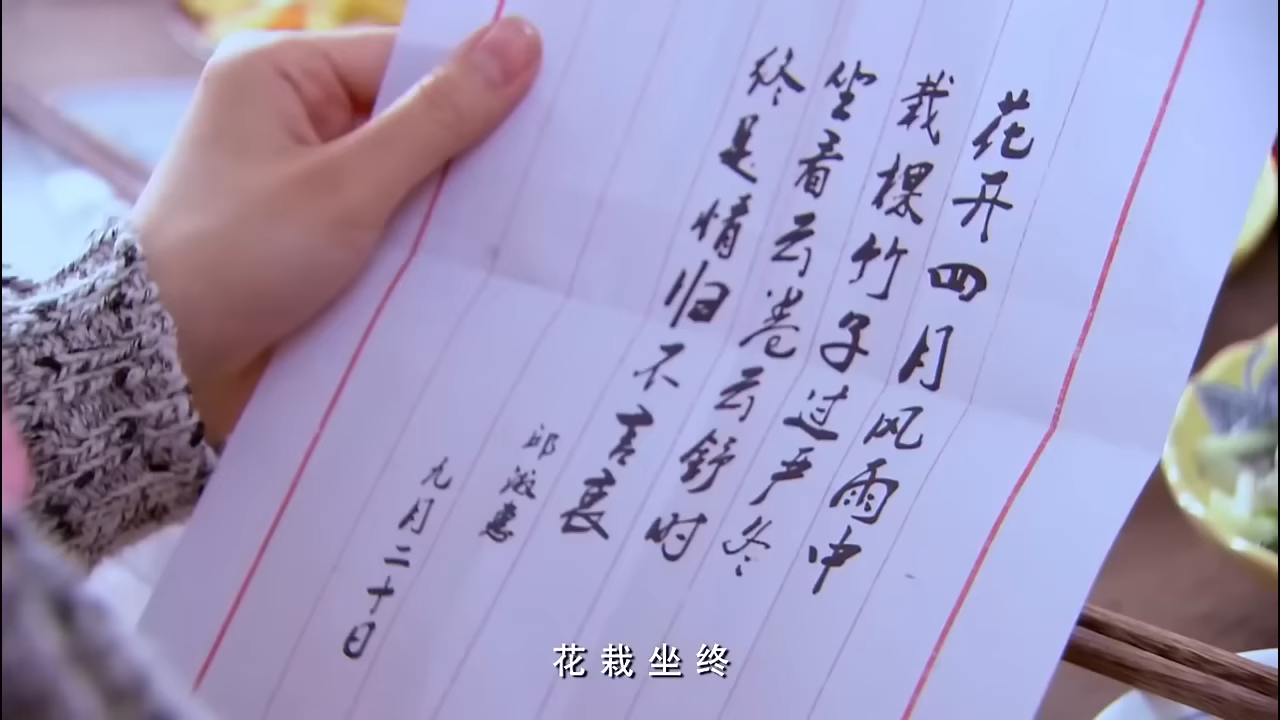 花开四月风雨中
栽棵竹子过严冬
坐看云卷云舒时
终是情归不言衷
邱淑惠
九月二十日
花栽坐终